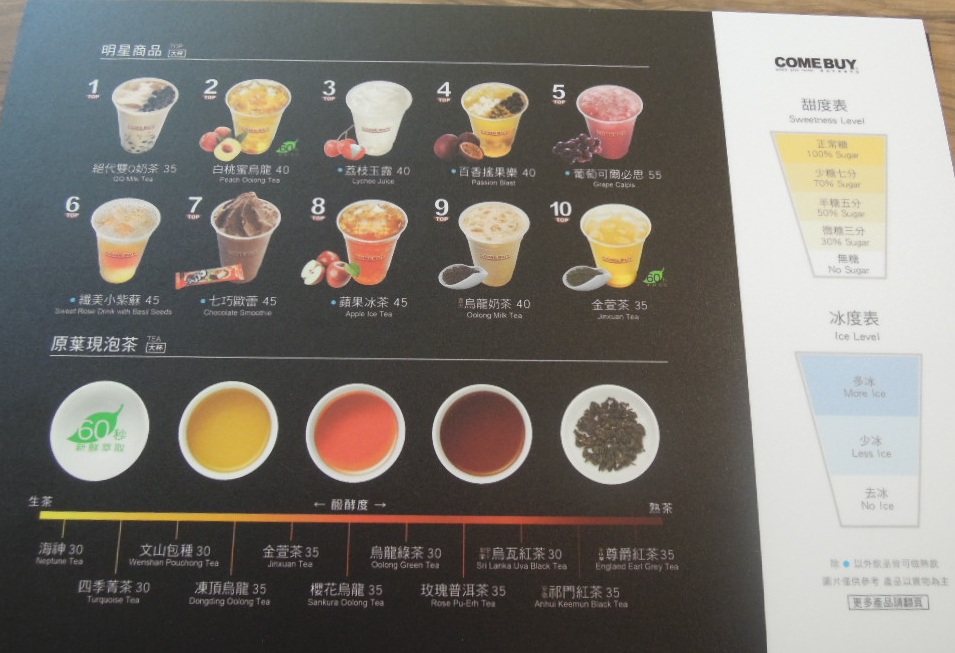 明星商品 TOP 大杯
1 TOP
2 TOP
3 TOP
4 TOP
5 TOP
絕代雙Q奶茶 35
QQ Milk Tea
白桃蜜烏龍 40
Peach Oolong Tea
荔枝玉露 40
Lychee Juice
百香搖果樂 40
Passion Blast
葡萄可爾必思 55
Grape Calpis
6 TOP
7 TOP
8 TOP
9 TOP
10 TOP
纖美小紫蘇 45
Sweet Rose Drink with Basil Seeds
七巧歐蕾 45
Chocolate Smoothie
蘋果冰茶 45
Apple Ice Tea
烏龍奶茶 40
Oolong Milk Tea
金萱茶 35
Jinxuan Tea
原葉現泡茶 TEA 大杯
60秒
新鮮萃取
生茶
← 醱酵度 →
熟茶
海神 30
Neptune Tea
文山包種 30
Wenshan Pouchong Tea
金萱茶 35
Jinxuan Tea
烏龍綠茶 30
Oolong Green Tea
烏瓦紅茶 30
Sri Lanka Uva Black Tea
尊爵紅茶 35
England Earl Grey Tea
四季菁茶 30
Turquoise Tea
凍頂烏龍 35
Dongding Oolong Tea
櫻花烏龍 35
Sankura Oolong Tea
玫瑰普洱茶 35
Rose Pu-Erh Tea
祁門紅茶 35
Anhui Keemun Black Tea
COMEBUY
甜度表
Sweetness Level
正常糖
100% Sugar
少糖七分
70% Sugar
半糖五分
50% Sugar
微糖三分
30% Sugar
無糖
No Sugar
冰度表
Ice Level
多冰
More Ice
少冰
Less Ice
去冰
No Ice
除 ● 以外飲品皆可做熱飲
圖片僅供參考 產品以實物為主
更多產品請翻頁